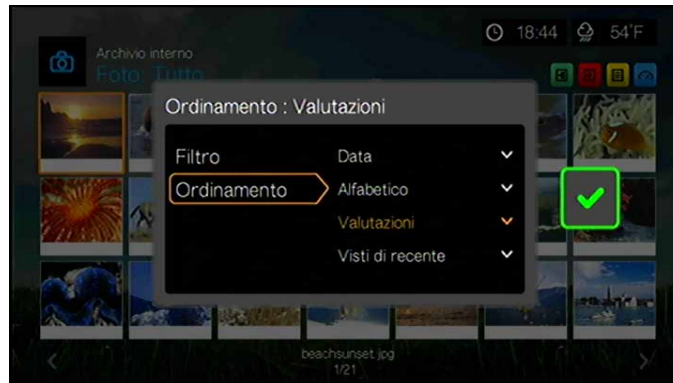 18:44 54°F
Archivio interno
Foto: Tutto
Ordinamento : Valutazioni
Filtro
Data
Ordinamento
Alfabetico
Valutazioni
Visti di recente
beachsunset.jpg
1/21